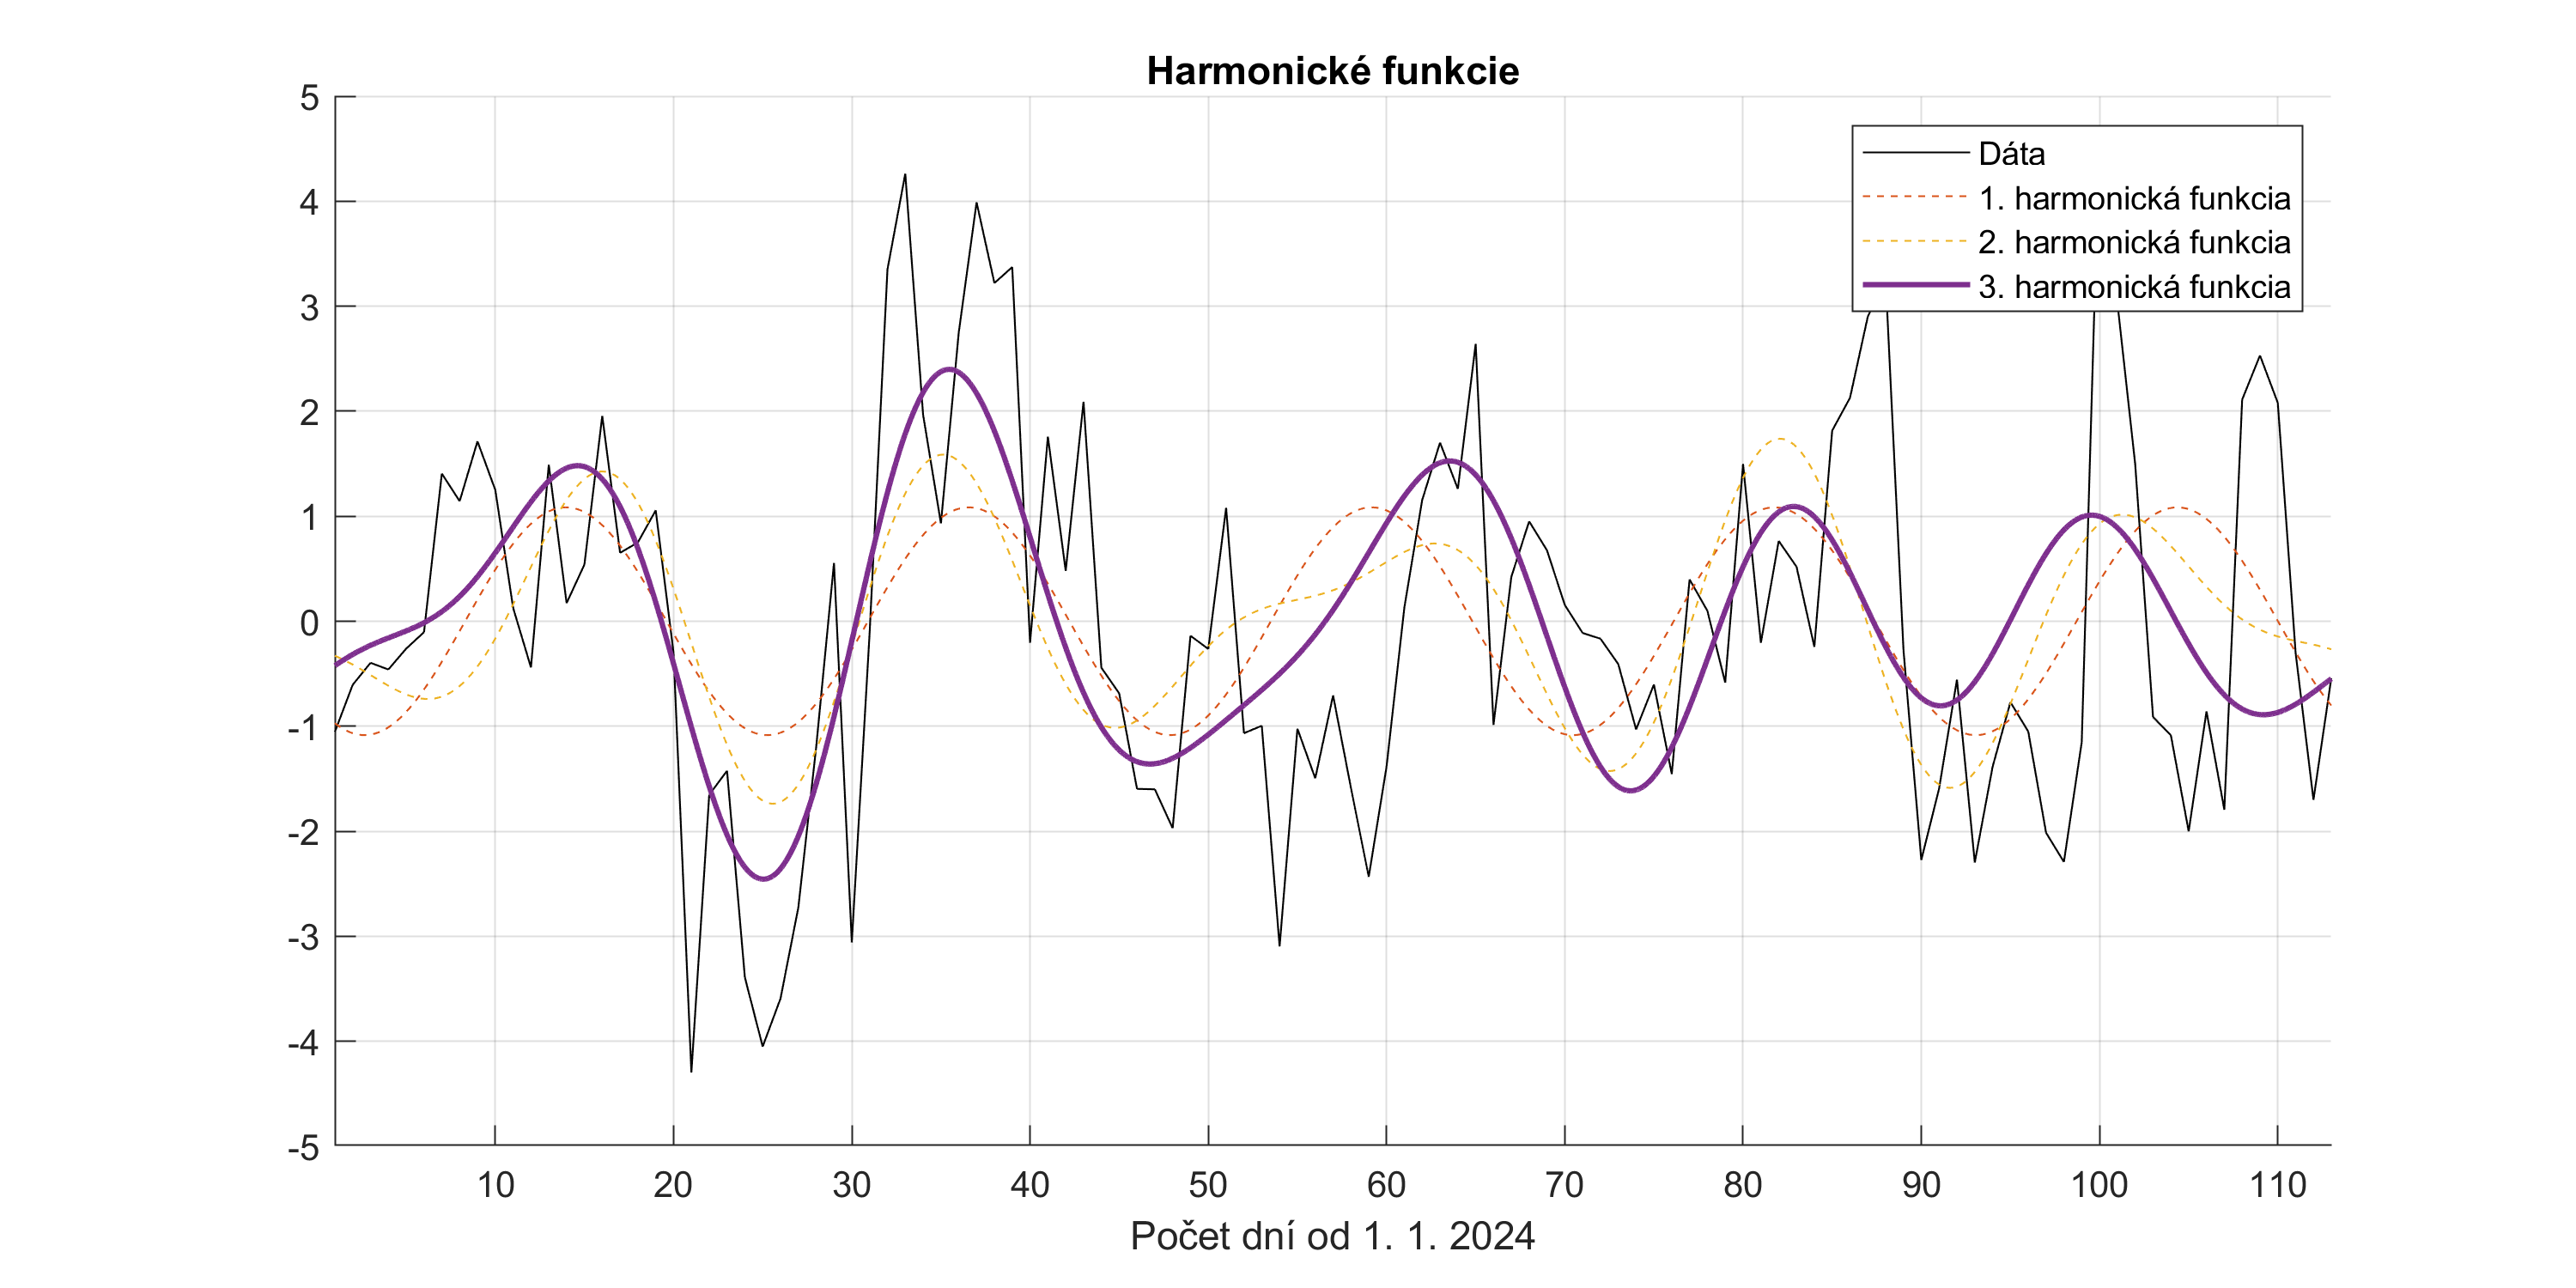 Harmonické funkcie
5
4
3
2
1
0
-1
-2
-3
-4
-5
Dáta
1. harmonická funkcia
2. harmonická funkcia
3. harmonická funkcia
10 20 30 40 50 60 70 80 90 100 110
Počet dní od 1. 1. 2024